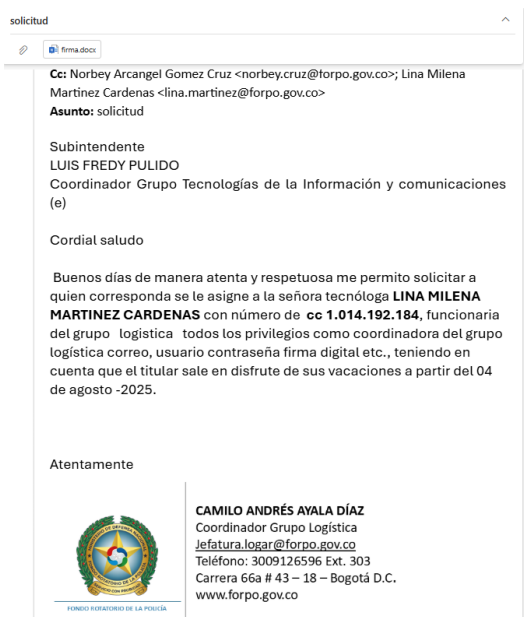 solicitud
firma.docx
Cc: Norbey Arcangel Gomez Cruz <norbey.cruz@forpo.gov.co>; Lina Milena
Martinez Cardenas <lina.martinez@forpo.gov.co>
Asunto: solicitud
Subintendente
LUIS FREDY PULIDO
Coordinador Grupo Tecnologías de la Información y comunicaciones
(e)
Cordial saludo
Buenos días de manera atenta y respetuosa me permito solicitar a
quien corresponda se le asigne a la señora tecnóloga LINA MILENA
MARTINEZ CARDENAS con número de cc 1.014.192.184, funcionaria
del grupo logistica todos los privilegios como coordinadora del grupo
logística correo, usuario contraseña firma digital etc., teniendo en
cuenta que el titular sale en disfrute de sus vacaciones a partir del 04
de agosto -2025.
Atentamente
CAMILO ANDRÉS AYALA DÍAZ
Coordinador Grupo Logística
Jefatura.logar@forpo.gov.co
Teléfono: 3009126596 Ext. 303
Carrera 66a # 43 – 18 – Bogotá D.C.
www.forpo.gov.co
FONDO ROTATORIO DE LA POLICÍA